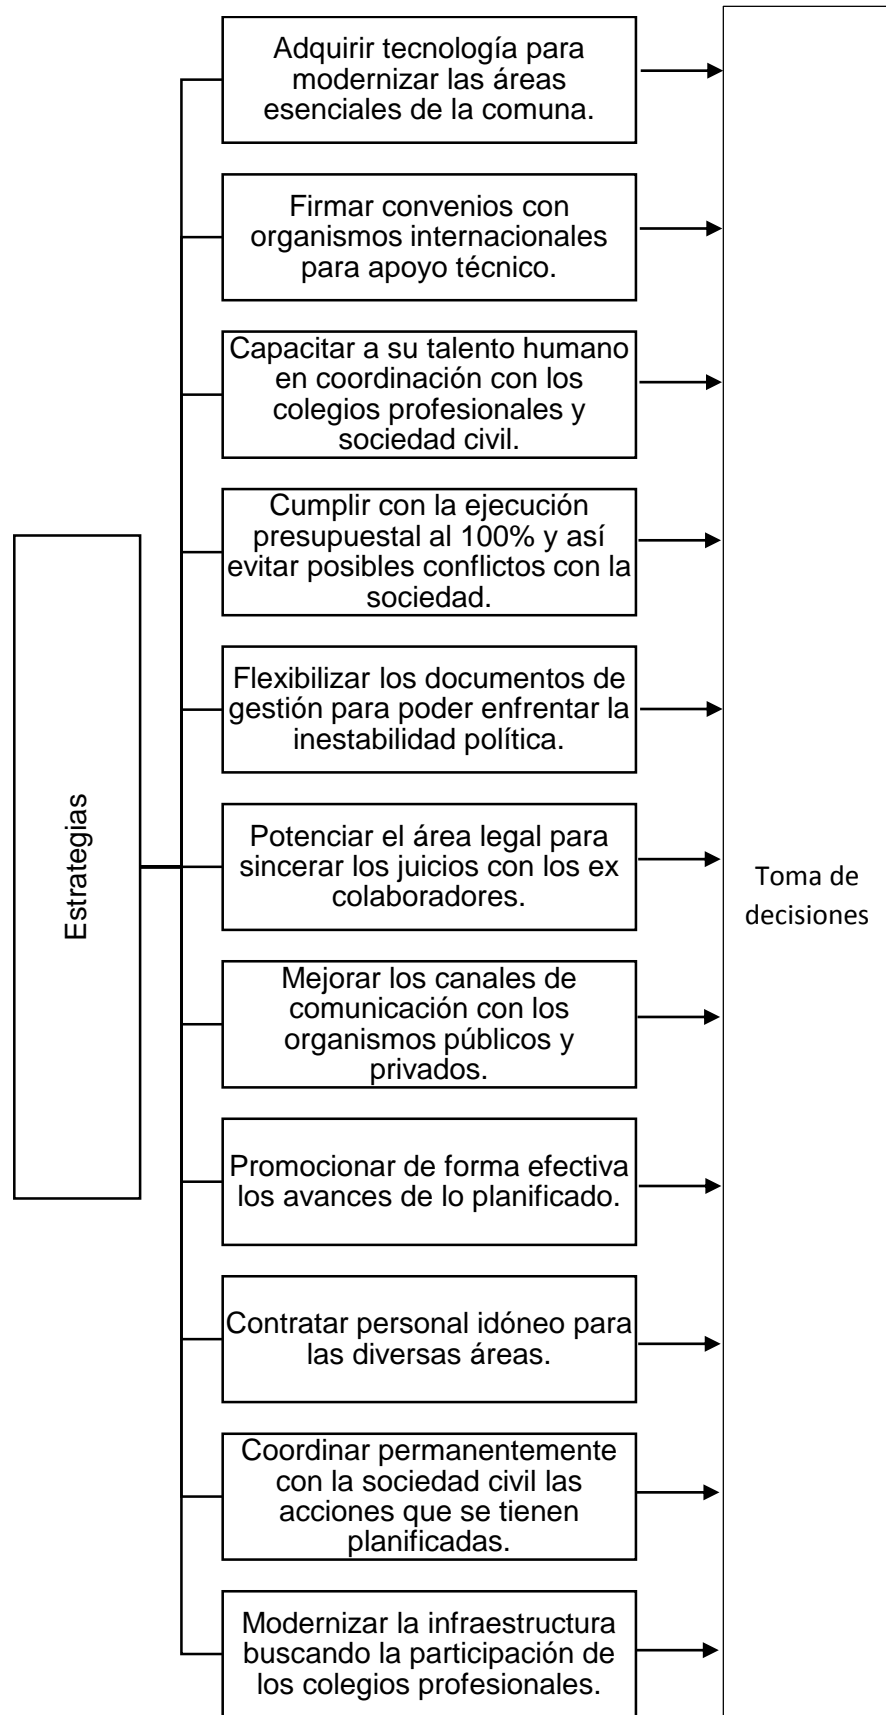 Adquirir tecnología para
modernizar las áreas
esenciales de la comuna.
Firmar convenios con
organismos internacionales
para apoyo técnico.
Capacitar a su talento humano
en coordinación con los
colegios profesionales y
sociedad civil.
Cumplir con la ejecución
presupuestal al 100% y así
evitar posibles conflictos con la
sociedad.
Flexibilizar los documentos de
gestión para poder enfrentar la
inestabilidad política.
Estrategias
Potenciar el área legal para
sincerar los juicios con los ex
colaboradores.
Toma de
decisiones
Mejorar los canales de
comunicación con los
organismos públicos y
privados.
Promocionar de forma efectiva
los avances de lo planificado.
Contratar personal idóneo para
las diversas áreas.
Coordinar permanentemente
con la sociedad civil las
acciones que se tienen
planificadas.
Modernizar la infraestructura
buscando la participación de
los colegios profesionales.